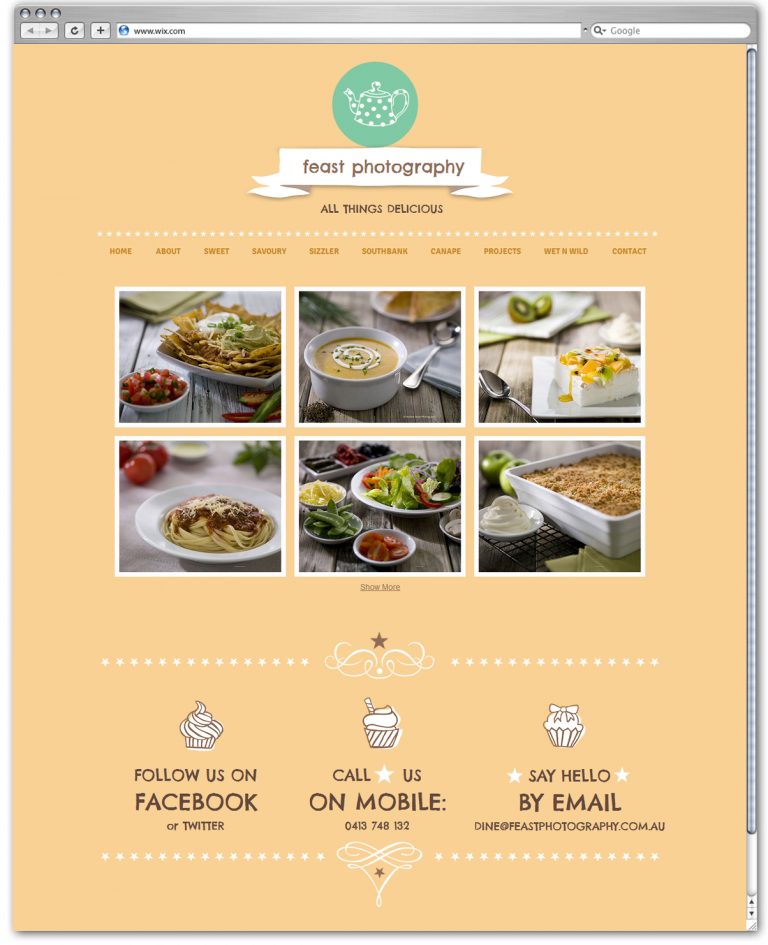 www.wix.com
Google
feast photography
ALL THINGS DELICIOUS
HOME ABOUT SWEET SAVOURY SIZZLER SOUTHBANK CANAPE PROJECTS WET N WILD CONTACT
Show More
FOLLOW US ON
FACEBOOK
or TWITTER
CALL US
ON MOBILE:
0413 748 132
SAY HELLO
BY EMAIL
DINE@FEASTPHOTOGRAPHY.COM.AU